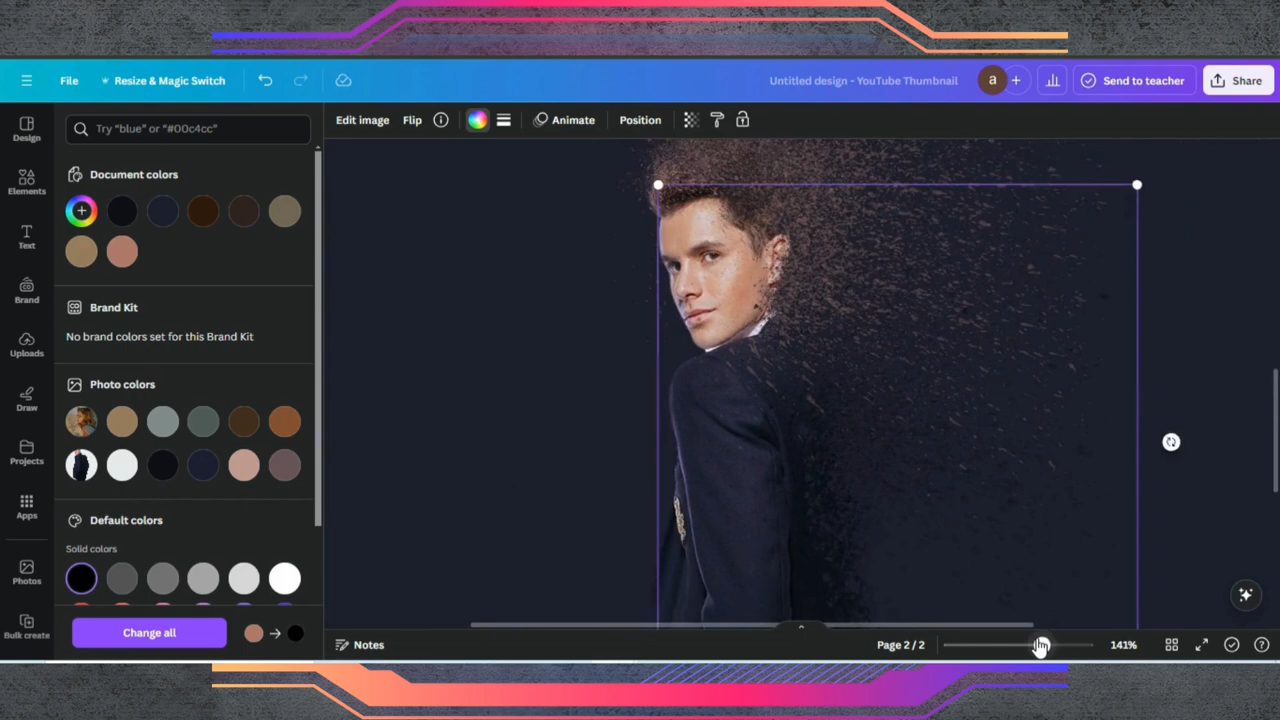 File
Resize & Magic Switch
Untitled design - YouTube Thumbnail
a
Send to teacher
Share
Design
Elements
Text
Brand
Uploads
Draw
Projects
Apps
Photos
Bulk create
Try “blue” or “#00c4cc”
Document colors
Brand Kit
No brand colors set for this Brand Kit
Photo colors
Default colors
Solid colors
Change all
Edit image
Flip
Animate
Position
Notes
Page 2 / 2
141%